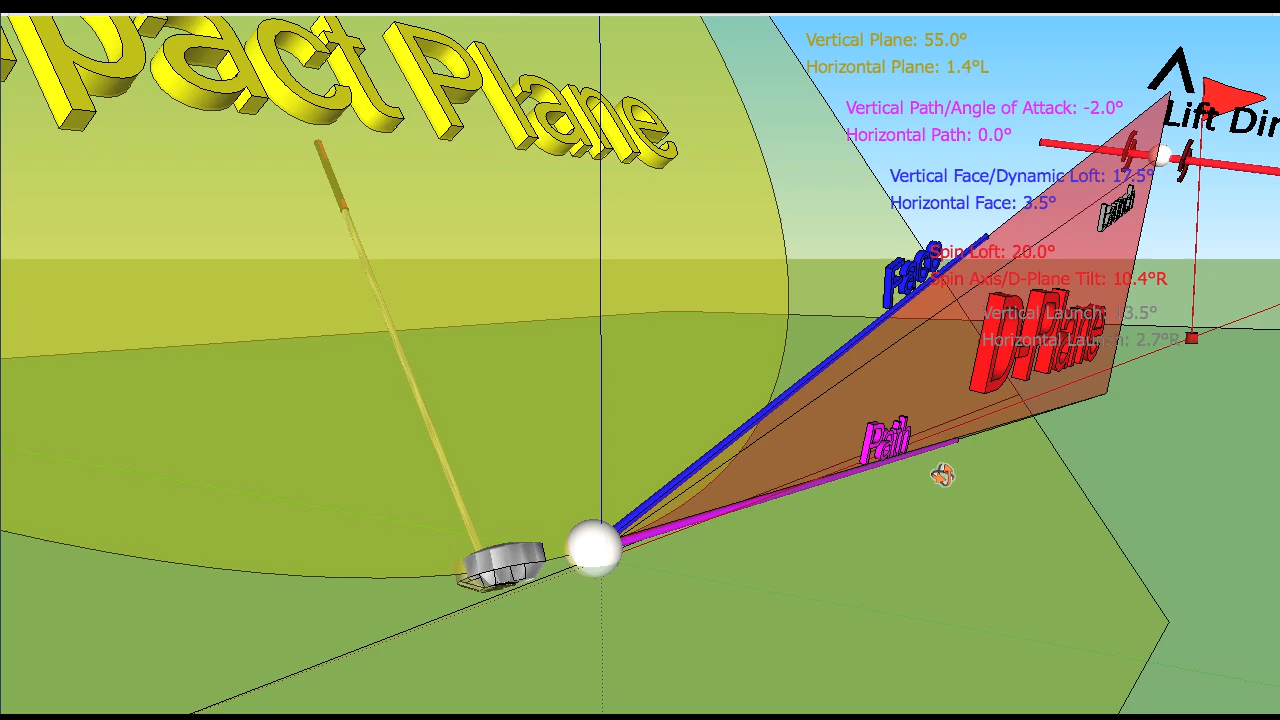 pact Plane
Vertical Plane: 55.0°
Horizontal Plane: 1.4°L
Vertical Path/Angle of Attack: -2.0°
Horizontal Path: 0.0°
Lift Dir
Vertical Face/Dynamic Loft: 17.5°
Horizontal Face: 3.5°
Face
Spin Loft: 20.0°
Spin Axis/D-Plane Tilt: 10.4°R
Vertical Launch: 13.5°
Horizontal Launch: 2.7°R
D-Plane
Path